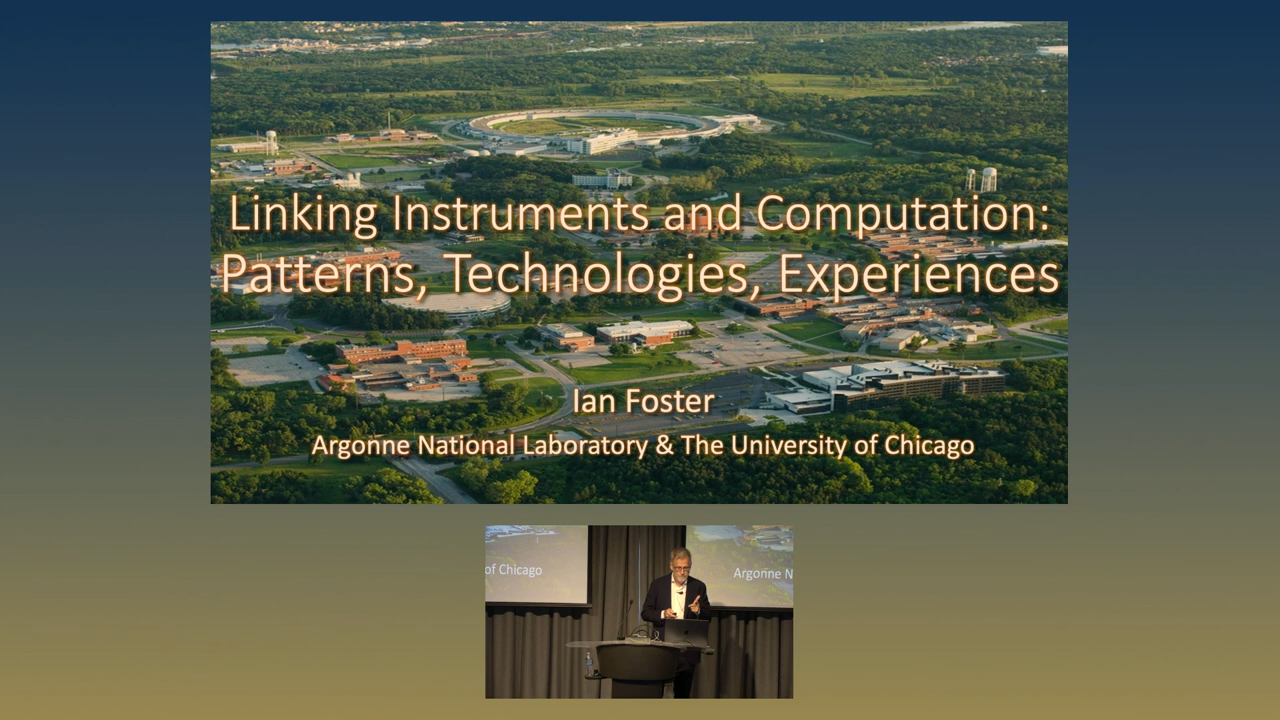 Linking Instruments and Computation:
Patterns, Technologies, Experiences
Ian Foster
Argonne National Laboratory & The University of Chicago
of Chicago
Argonne N